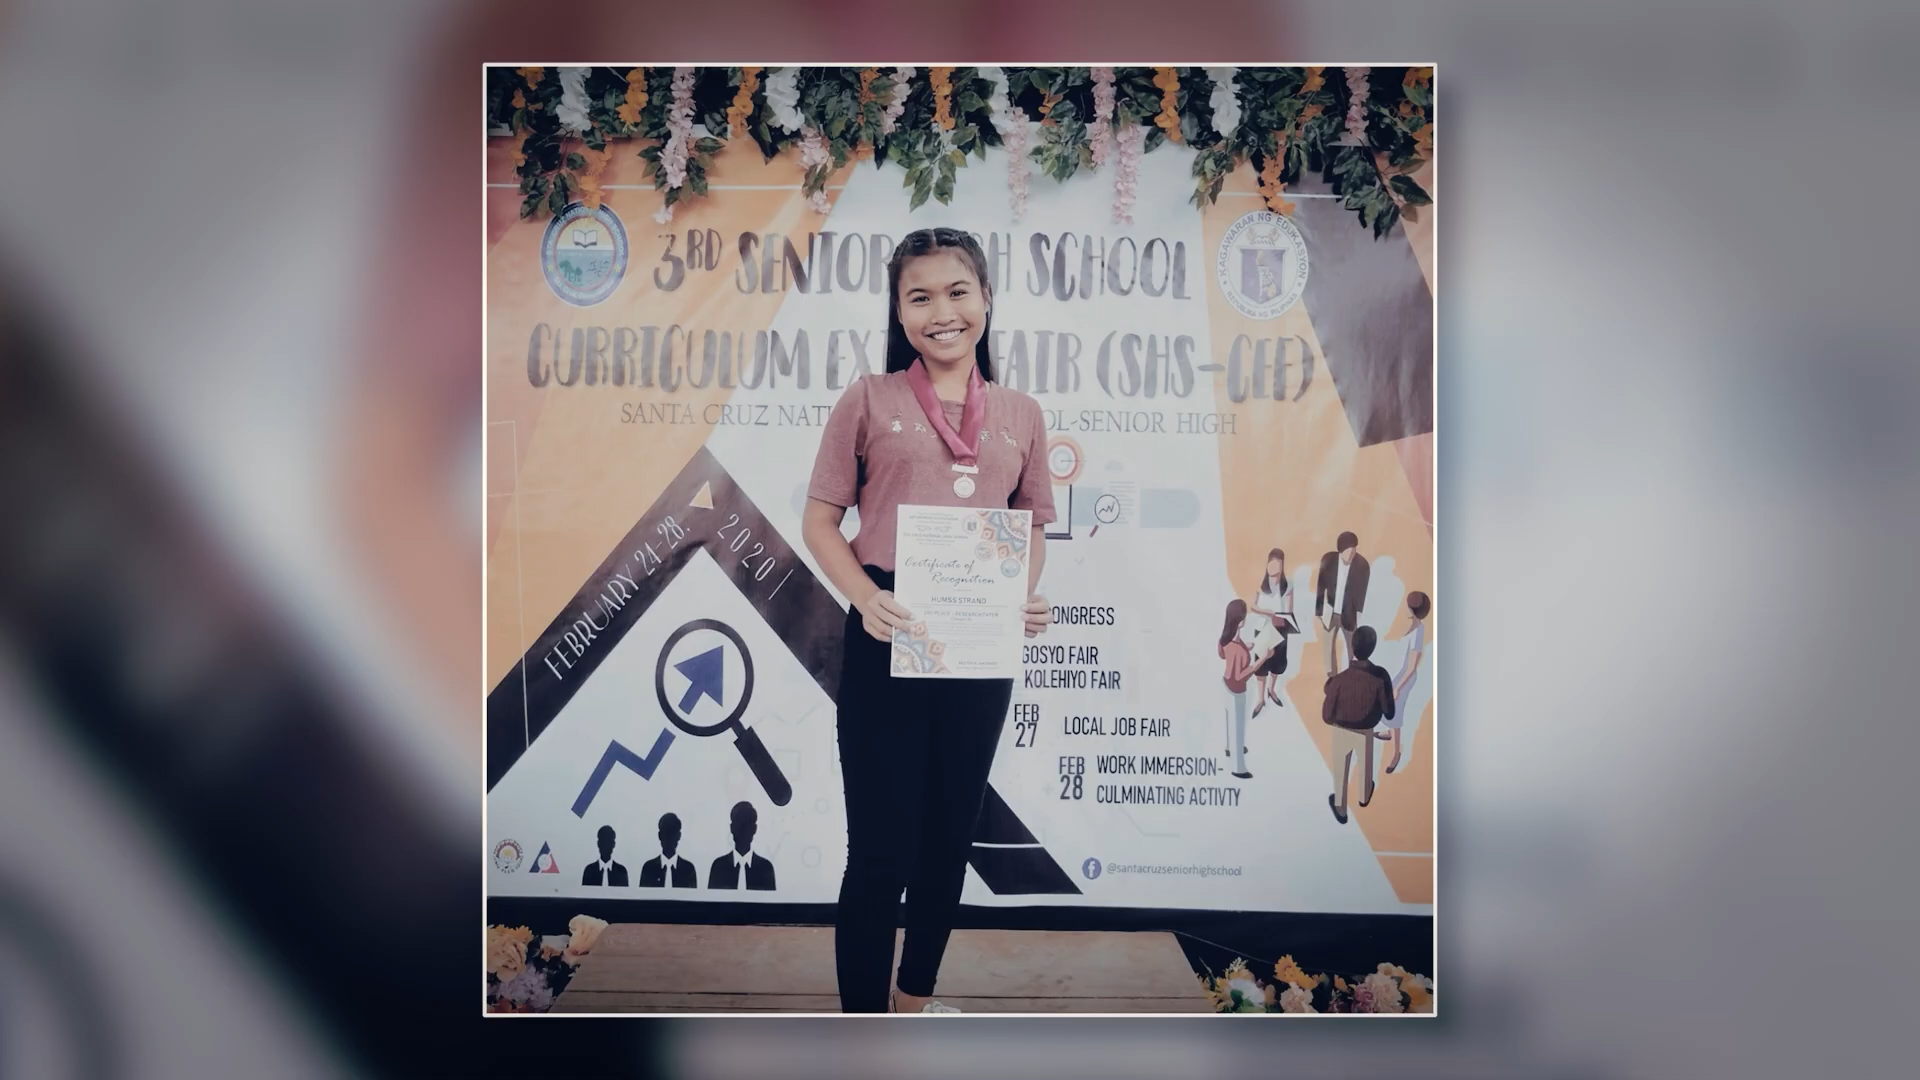 3RD SENIOR H SCHOOL
CURRICULUM EX FAIR (SHS-CEF)
SANTA CRUZ NATI OL-SENIOR HIGH
KAGAWARAN NG EDUKASYON
REPUBLIKA NG PILIPINAS
FEBRUARY 24-28, 2020
Certificate of
Recognition
HUMSS STRAND
CONGRESS
GOSYO FAIR
KOLEHIYO FAIR
FEB 27 LOCAL JOB FAIR
FEB 28 WORK IMMERSION-
CULMINATING ACTIVTY
@santacruzseniorhighschool